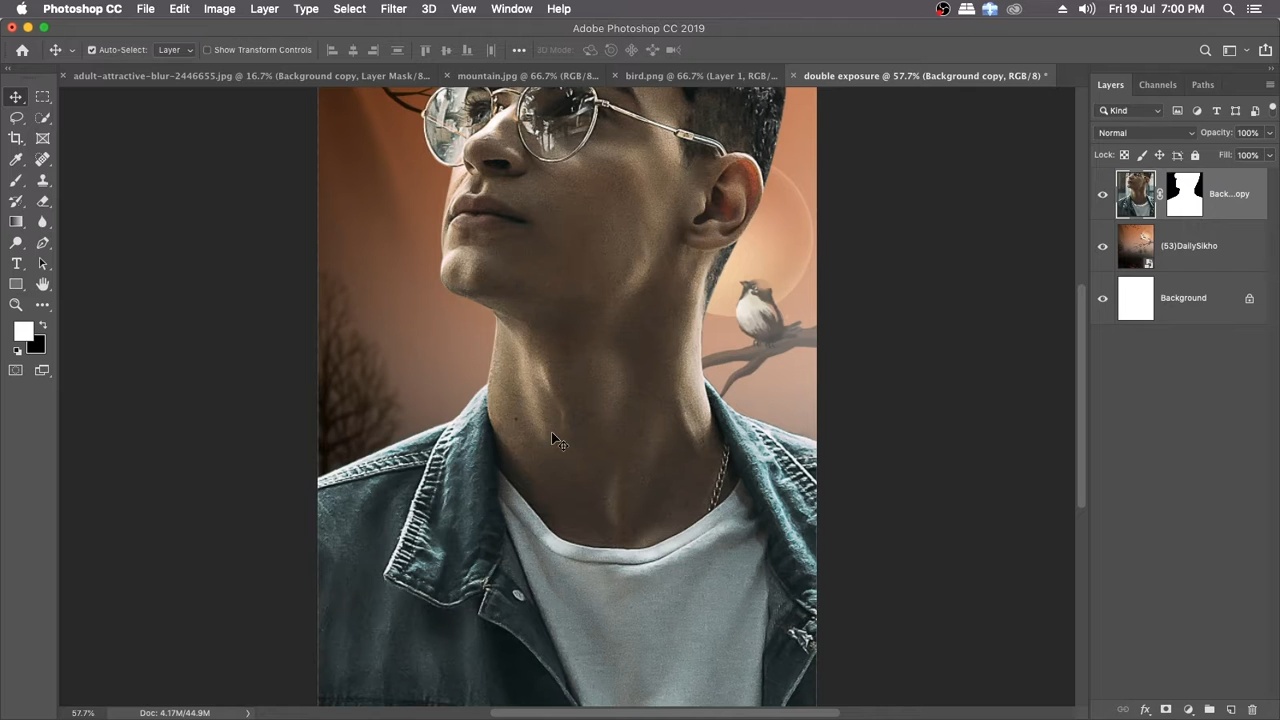 Photoshop CC File Edit Image Layer Type Select Filter 3D View Window Help Fri 19 Jul 7:00 PM
Adobe Photoshop CC 2019
Auto-Select: Layer Show Transform Controls 3D Mode:
adult-attractive-blur-2446655.jpg @ 16.7% (Background copy, Layer Mask/8... mountain.jpg @ 66.7% (RGB/8... bird.png @ 66.7% (Layer 1, RGB/... double exposure @ 57.7% (Background copy, RGB/8) *
Layers Channels Paths
Kind
Normal Opacity: 100%
Lock: Fill: 100%
Back...opy
(53)DailySikho
Background
57.7% Doc: 4.17M/44.9M